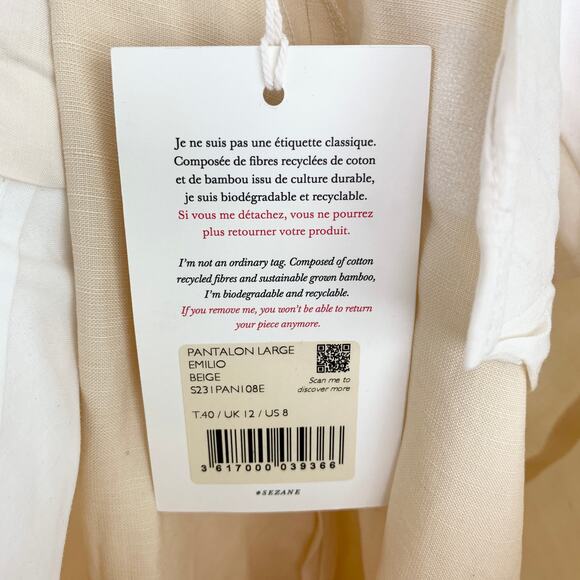 Je ne suis pas une étiquette classique.
Composée de fibres recyclées de coton
et de bambou issu de culture durable,
je suis biodégradable et recyclable.
Si vous me détachez, vous ne pourrez
plus retourner votre produit.
I'm not an ordinary tag. Composed of cotton
recycled fibres and sustainable grown bamboo,
I'm biodegradable and recyclable.
If you remove me, you won't be able to return
your piece anymore.
PANTALON LARGE
EMILIO
BEIGE
S231PAN108E
Scan me to
discover more
T.40 / UK 12 / US 8
3 617000 039366
#SEZANE